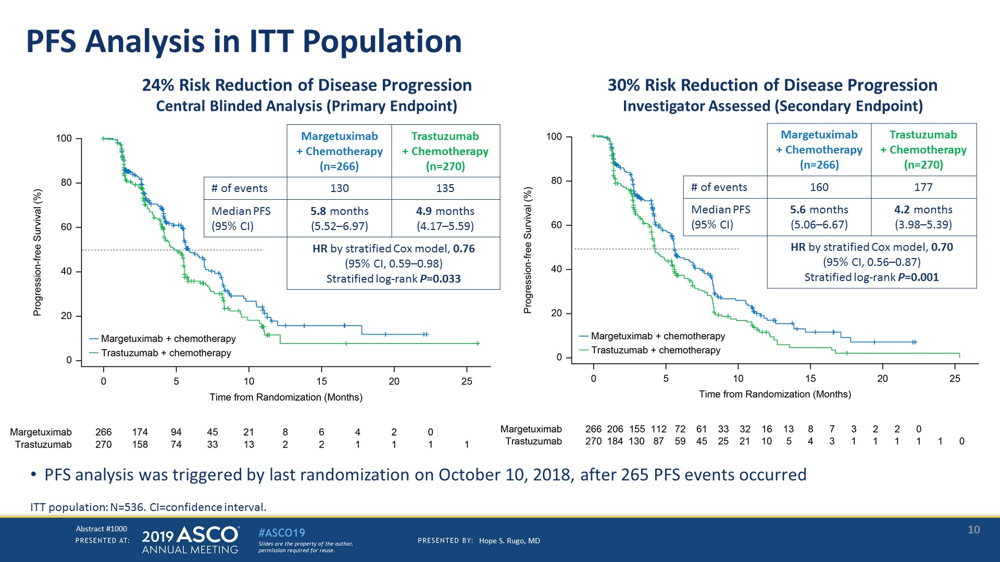 PFS Analysis in ITT Population
24% Risk Reduction of Disease Progression
Central Blinded Analysis (Primary Endpoint)
Margetuximab
+ Chemotherapy
(n=266)
Trastuzumab
+ Chemotherapy
(n=270)
# of events 130 135
Median PFS
(95% CI)
5.8 months
(5.52–6.97)
4.9 months
(4.17–5.59)
HR by stratified Cox model, 0.76
(95% CI, 0.59–0.98)
Stratified log-rank P=0.033
Progression-free Survival (%)
100
80
60
40
20
0
Margetuximab + chemotherapy
Trastuzumab + chemotherapy
0 5 10 15 20 25
Time from Randomization (Months)
Margetuximab 266 174 94 45 21 8 6 4 2 0
Trastuzumab 270 158 74 33 13 2 2 1 1 1 1
30% Risk Reduction of Disease Progression
Investigator Assessed (Secondary Endpoint)
Margetuximab
+ Chemotherapy
(n=266)
Trastuzumab
+ Chemotherapy
(n=270)
# of events 160 177
Median PFS
(95% CI)
5.6 months
(5.06–6.67)
4.2 months
(3.98–5.39)
HR by stratified Cox model, 0.70
(95% CI, 0.56–0.87)
Stratified log-rank P=0.001
Progression-free Survival (%)
100
80
60
40
20
0
Margetuximab + chemotherapy
Trastuzumab + chemotherapy
0 5 10 15 20 25
Time from Randomization (Months)
Margetuximab 266 206 155 112 72 61 33 32 16 13 8 7 3 2 2 0
Trastuzumab 270 184 130 87 59 45 25 21 10 5 4 3 1 1 1 1 1 0
• PFS analysis was triggered by last randomization on October 10, 2018, after 265 PFS events occurred
ITT population: N=536. CI=confidence interval.
Abstract #1000
PRESENTED AT:
2019 ASCO®
ANNUAL MEETING
#ASCO19
Slides are the property of the author,
permission required for reuse.
PRESENTED BY: Hope S. Rugo, MD
10